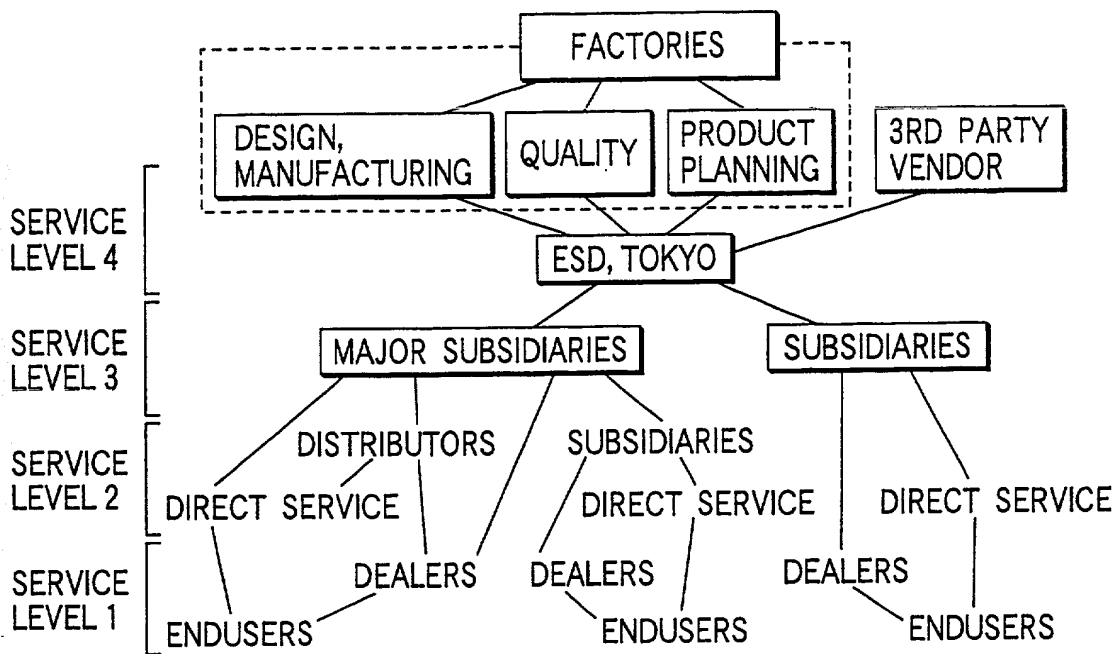 FACTORIES
DESIGN,
MANUFACTURING
QUALITY
PRODUCT
PLANNING
3RD PARTY
VENDOR
SERVICE
LEVEL 4
ESD, TOKYO
SERVICE
LEVEL 3
MAJOR SUBSIDIARIES
SUBSIDIARIES
SERVICE
LEVEL 2
DISTRIBUTORS
SUBSIDIARIES
DIRECT SERVICE
DIRECT SERVICE
DIRECT SERVICE
SERVICE
LEVEL 1
DEALERS
DEALERS
DEALERS
ENDUSERS
ENDUSERS
ENDUSERS